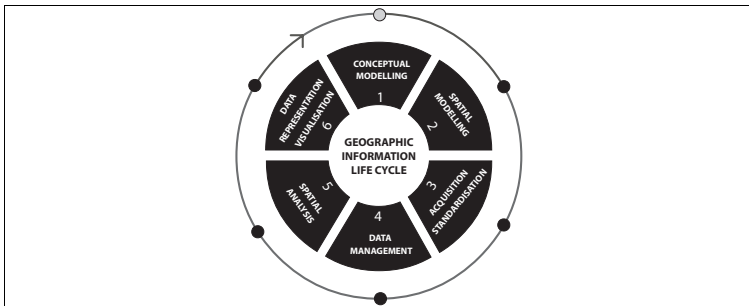 CONCEPTUAL
MODELLING
1
SPATIAL
MODELLING
2
3
ACQUISITION
STANDARDISATION
4
DATA
MANAGEMENT
5
SPATIAL
ANALYSIS
DATA
REPRESENTATION
VISUALISATION
6
GEOGRAPHIC
INFORMATION
LIFE CYCLE